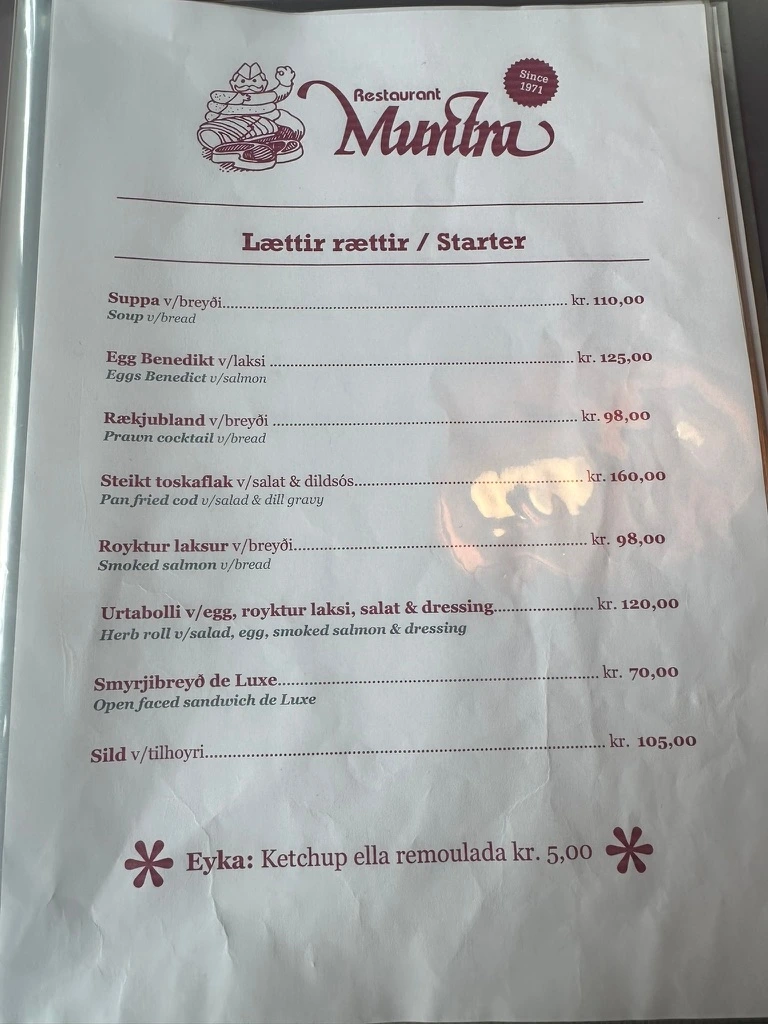 Restaurant
Muntra
Since
1971
Lættir rættir / Starter
Suppa v/breyði.......... kr. 110,00
Soup v/bread
Egg Benedikt v/laksi .......... kr. 125,00
Eggs Benedict v/salmon
Rækjubland v/breyði .......... kr. 98,00
Prawn cocktail v/bread
Steikt toskaflak v/salat & dildsós.......... kr. 160,00
Pan fried cod v/salad & dill gravy
Royktur laksur v/breyði.......... kr. 98,00
Smoked salmon v/bread
Urtabolli v/egg, royktur laksi, salat & dressing.......... kr. 120,00
Herb roll v/salad, egg, smoked salmon & dressing
Smyrjibreyð de Luxe.......... kr. 70,00
Open faced sandwich de Luxe
Sild v/tilhoyri.......... kr. 105,00
Eyka: Ketchup ella remoulada kr. 5,00